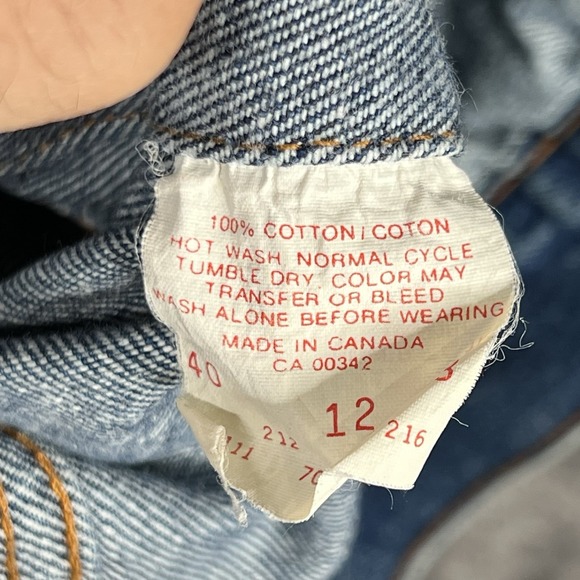 100% COTTON/COTON
HOT WASH NORMAL CYCLE
TUMBLE DRY. COLOR MAY
TRANSFER OR BLEED
WASH ALONE BEFORE WEARING
MADE IN CANADA
CA 00342
40
212 12 216
111